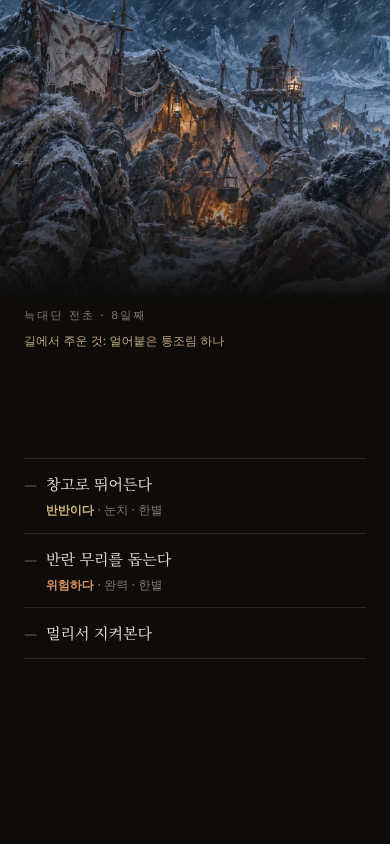 늑대단 전초 · 8일째
길에서 주운 것: 얼어붙은 통조림 하나
— 창고로 뛰어든다
반반이다 · 눈치 · 한별
— 반란 무리를 돕는다
위험하다 · 완력 · 한별
— 멀리서 지켜본다